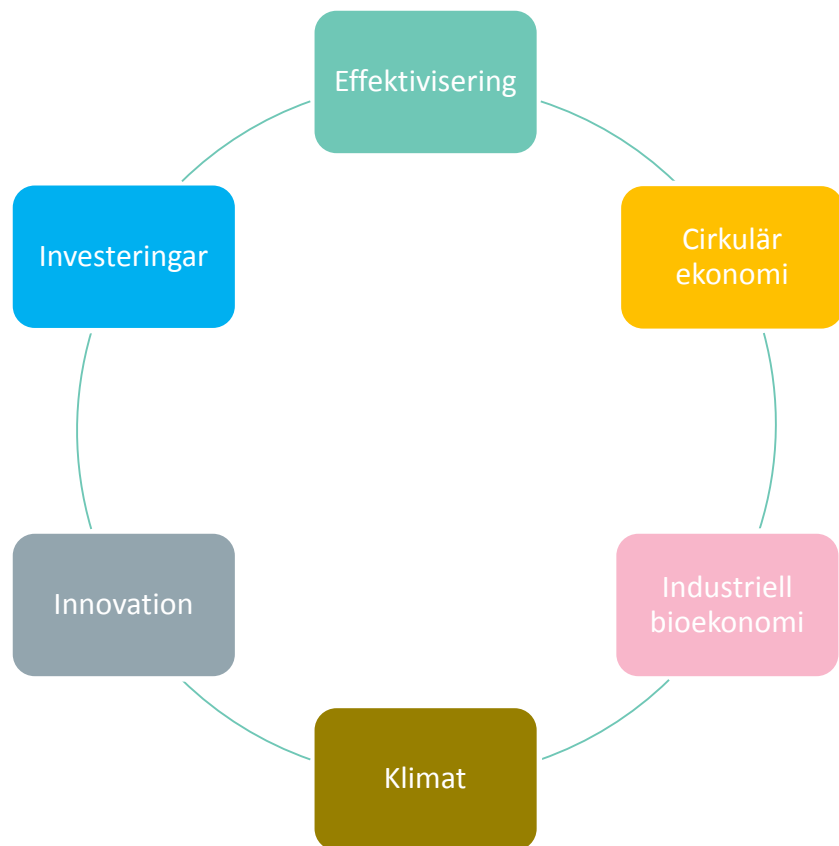 Effektivisering
Cirkulär
ekonomi
Industriell
bioekonomi
Klimat
Innovation
Investeringar